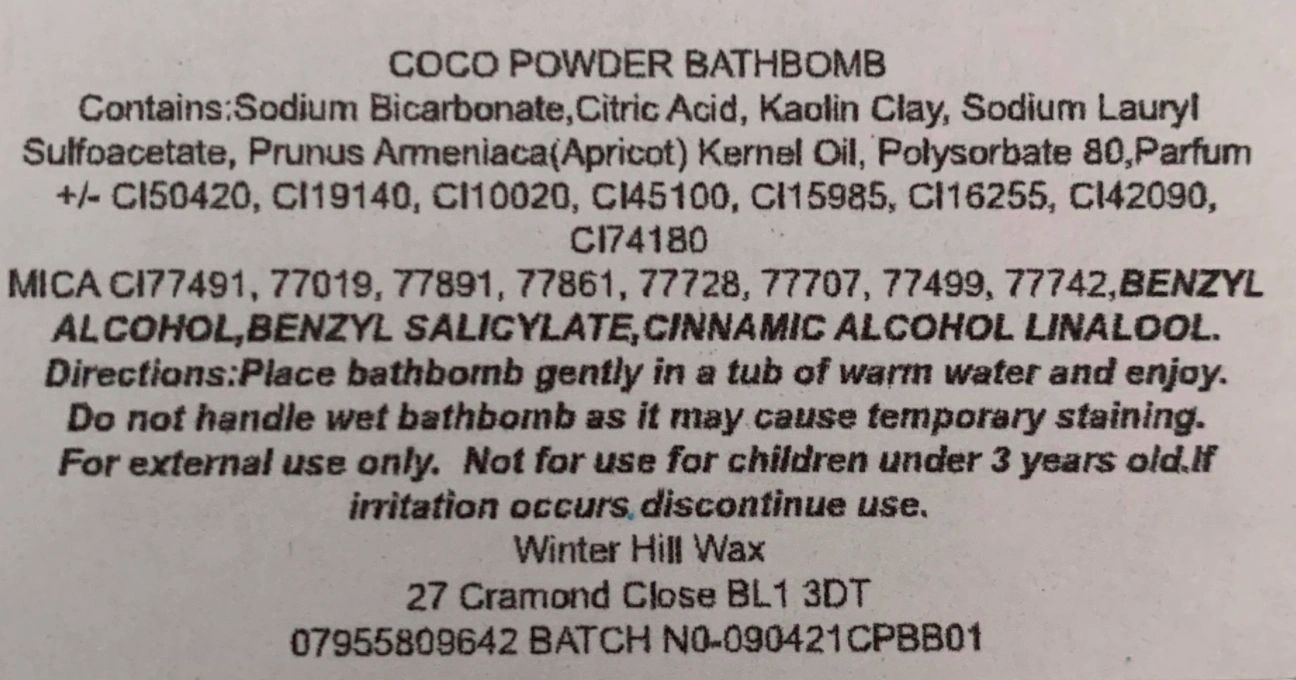 COCO POWDER BATHBOMB
Contains:Sodium Bicarbonate,Citric Acid, Kaolin Clay, Sodium Lauryl
Sulfoacetate, Prunus Armeniaca(Apricot) Kernel Oil, Polysorbate 80,Parfum
+/- CI50420, CI19140, CI10020, CI45100, CI15985, CI16255, CI42090,
CI74180
MICA CI77491, 77019, 77891, 77861, 77728, 77707, 77499, 77742,BENZYL
ALCOHOL,BENZYL SALICYLATE,CINNAMIC ALCOHOL LINALOOL.
Directions:Place bathbomb gently in a tub of warm water and enjoy.
Do not handle wet bathbomb as it may cause temporary staining.
For external use only. Not for use for children under 3 years old.If
irritation occurs, discontinue use.
Winter Hill Wax
27 Cramond Close BL1 3DT
07955809642 BATCH N0-090421CPBB01